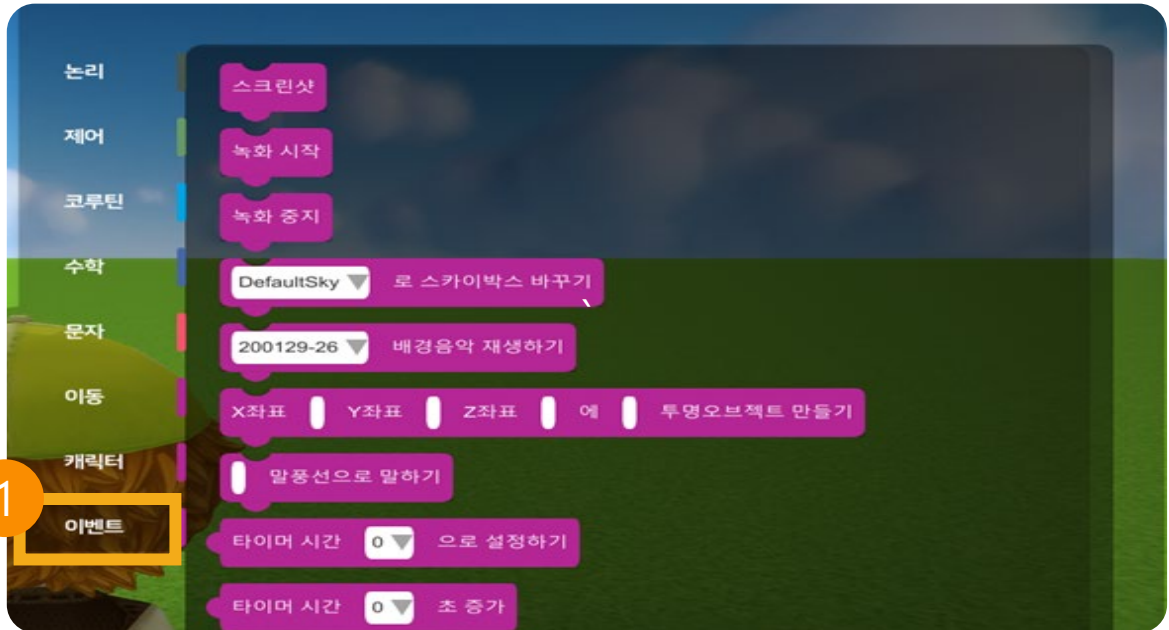 논리
스크린샷
제어
녹화 시작
코루틴
녹화 중지
수학
DefaultSky 로 스카이박스 바꾸기
문자
200129-26 배경음악 재생하기
이동
X좌표 Y좌표 Z좌표 에 투명오브젝트 만들기
캐릭터
말풍선으로 말하기
1
이벤트
타이머 시간 0 으로 설정하기
타이머 시간 0 초 증가